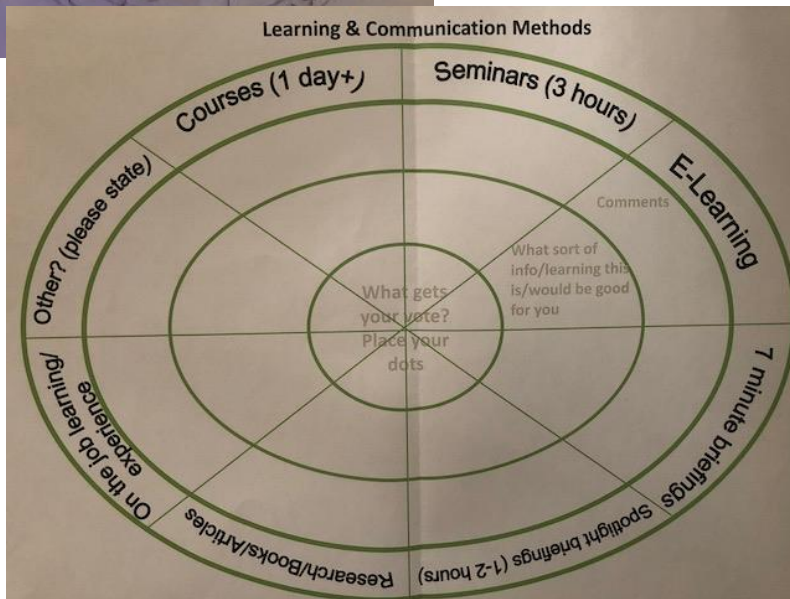 Learning & Communication Methods
Courses (1 day+)
Seminars (3 hours)
E-Learning
7 minute briefings
Spotlight briefings (1-2 hours)
Research/Books/Articles
On the job learning/
experience
Other? (please state)
Comments
What sort of
info/learning this
is/would be good
for you
What gets
your vote?
Place your
dots